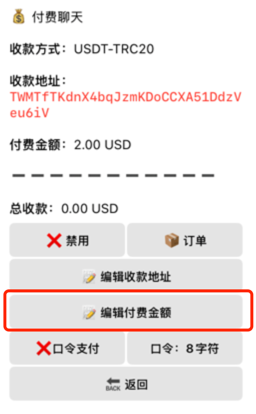 💰 付费聊天
收款方式：USDT-TRC20
收款地址：
TWMTfTKdnX4bqJzmKDoCCXA51DdzV
eu6iV
付费金额：2.00 USD
————————————
总收款：0.00 USD
❌ 禁用
📦 订单
📝 编辑收款地址
📝 编辑付费金额
❌口令支付
口令：8字符
🔙 返回